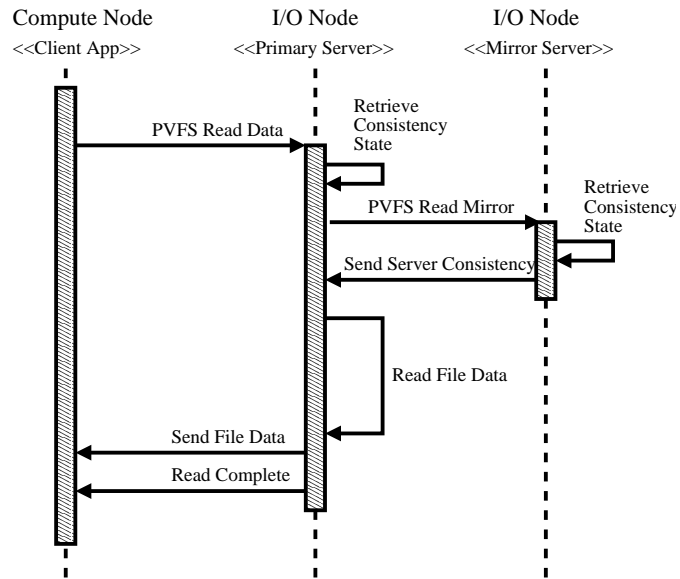 Compute Node
I/O Node
I/O Node
<<Client App>>
<<Primary Server>>
<<Mirror Server>>
Retrieve
Consistency
State
PVFS Read Data
Retrieve
Consistency
State
PVFS Read Mirror
Send Server Consistency
Read File Data
Send File Data
Read Complete